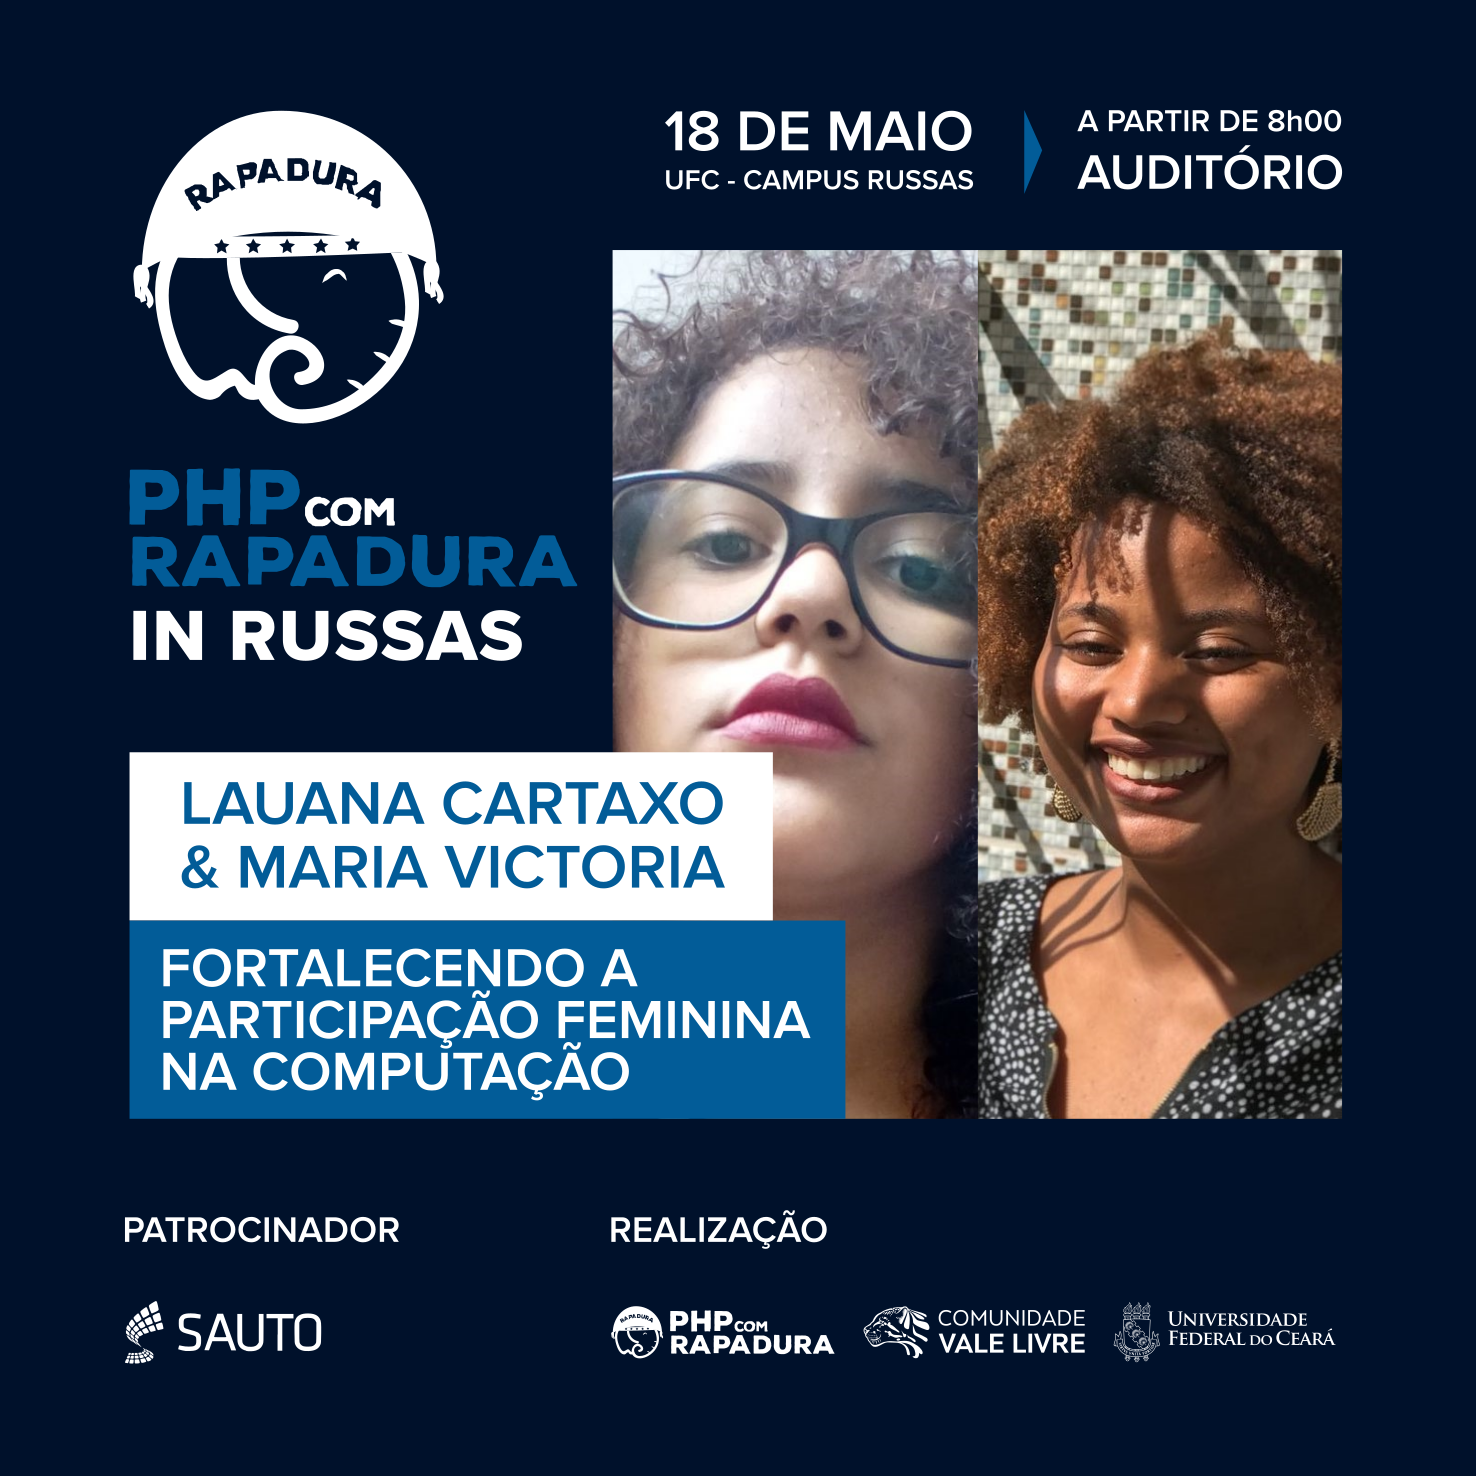 RAPADURA
18 DE MAIO
UFC - CAMPUS RUSSAS
A PARTIR DE 8h00
AUDITÓRIO
PHP COM
RAPADURA
IN RUSSAS
LAUANA CARTAXO
& MARIA VICTORIA
FORTALECENDO A
PARTICIPAÇÃO FEMININA
NA COMPUTAÇÃO
PATROCINADOR
REALIZAÇÃO
SAUTO
RAPADURA
PHP COM
RAPADURA
COMUNIDADE
VALE LIVRE
UNIVERSIDADE
FEDERAL DO CEARÁ